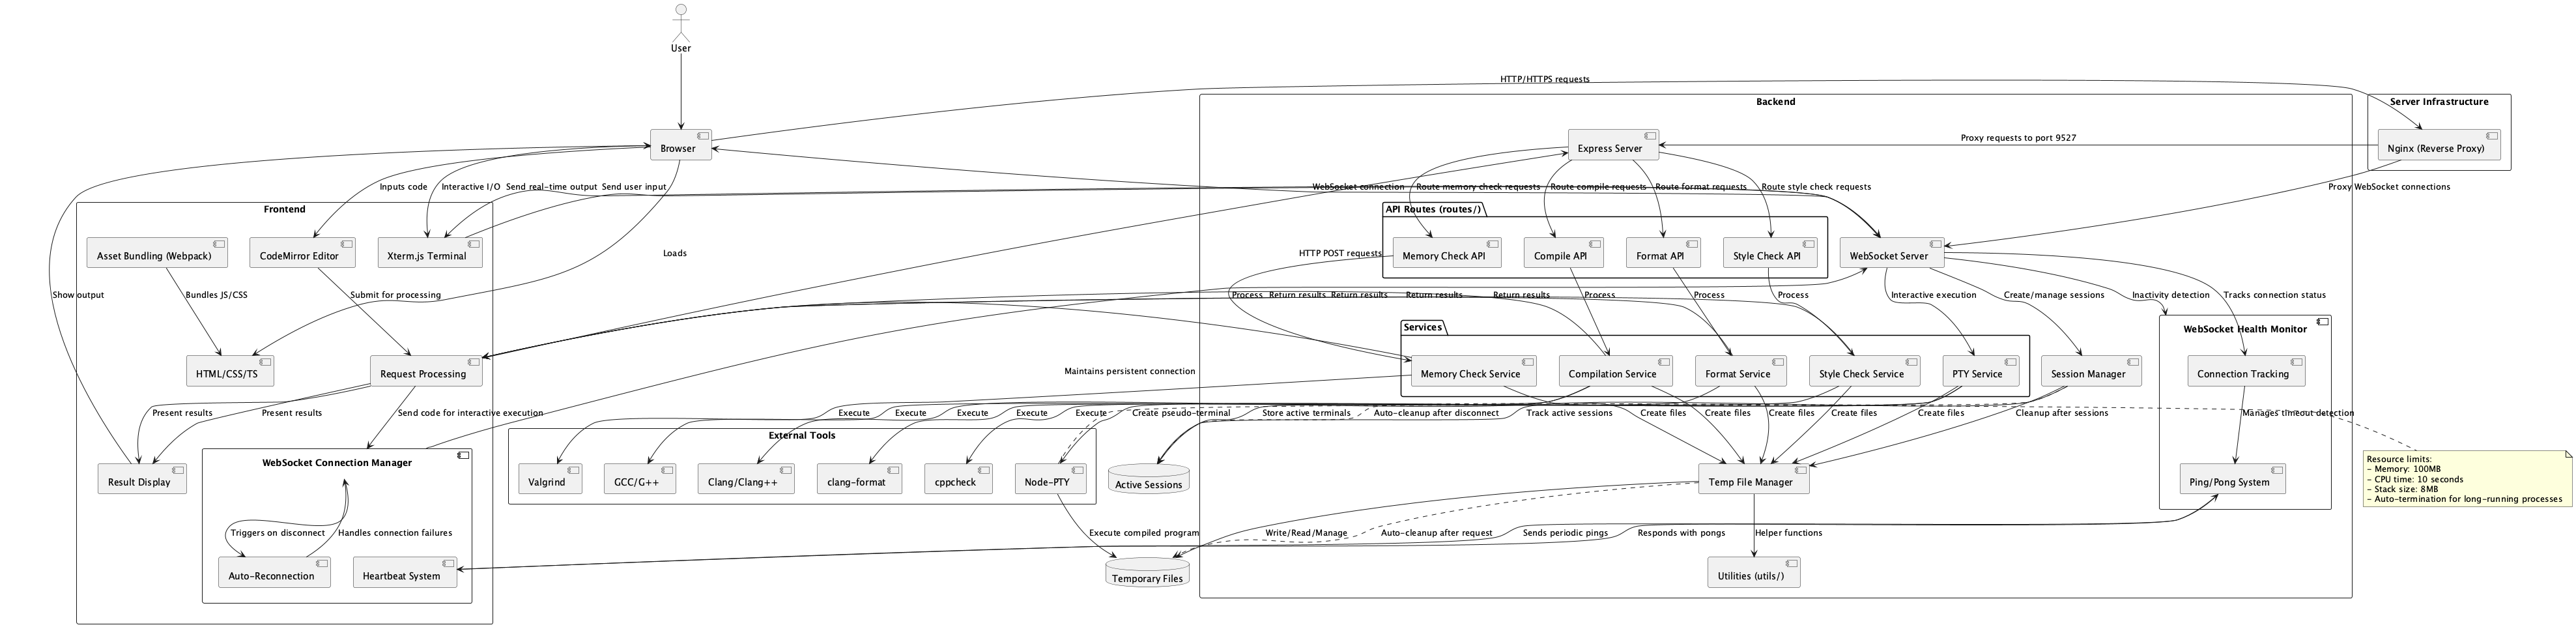 User
HTTP/HTTPS requests
Backend
Server Infrastructure
Browser
Express Server
Proxy requests to port 9527
Nginx (Reverse Proxy)
Inputs code
Interactive I/O
Send real-time output
Send user input
WebSocket connection
Route memory check requests
Route compile requests
Route format requests
Route style check requests
Proxy WebSocket connections
Frontend
API Routes (routes/)
Asset Bundling (Webpack)
CodeMirror Editor
Xterm.js Terminal
Loads
HTTP POST requests
Memory Check API
Compile API
Format API
Style Check API
WebSocket Server
Show output
Bundles JS/CSS
Submit for processing
Process
Return results
Return results
Return results
Return results
Process
Process
Process
Interactive execution
Create/manage sessions
Inactivity detection
Tracks connection status
Services
WebSocket Health Monitor
HTML/CSS/TS
Request Processing
Maintains persistent connection
Memory Check Service
Compilation Service
Format Service
Style Check Service
PTY Service
Session Manager
Connection Tracking
Present results
Present results
Send code for interactive execution
Execute
Execute
Execute
Execute
Execute
Create pseudo-terminal
Store active terminals
Auto-cleanup after disconnect
Track active sessions
Create files
Create files
Create files
Create files
Create files
Cleanup after sessions
Manages timeout detection
External Tools
WebSocket Connection Manager
Result Display
Valgrind
GCC/G++
Clang/Clang++
clang-format
cppcheck
Node-PTY
Active Sessions
Temp File Manager
Ping/Pong System
Resource limits:
- Memory: 100MB
- CPU time: 10 seconds
- Stack size: 8MB
- Auto-termination for long-running processes
Triggers on disconnect
Handles connection failures
Execute compiled program
Write/Read/Manage
Auto-cleanup after request
Sends periodic pings
Responds with pongs
Helper functions
Auto-Reconnection
Heartbeat System
Temporary Files
Utilities (utils/)